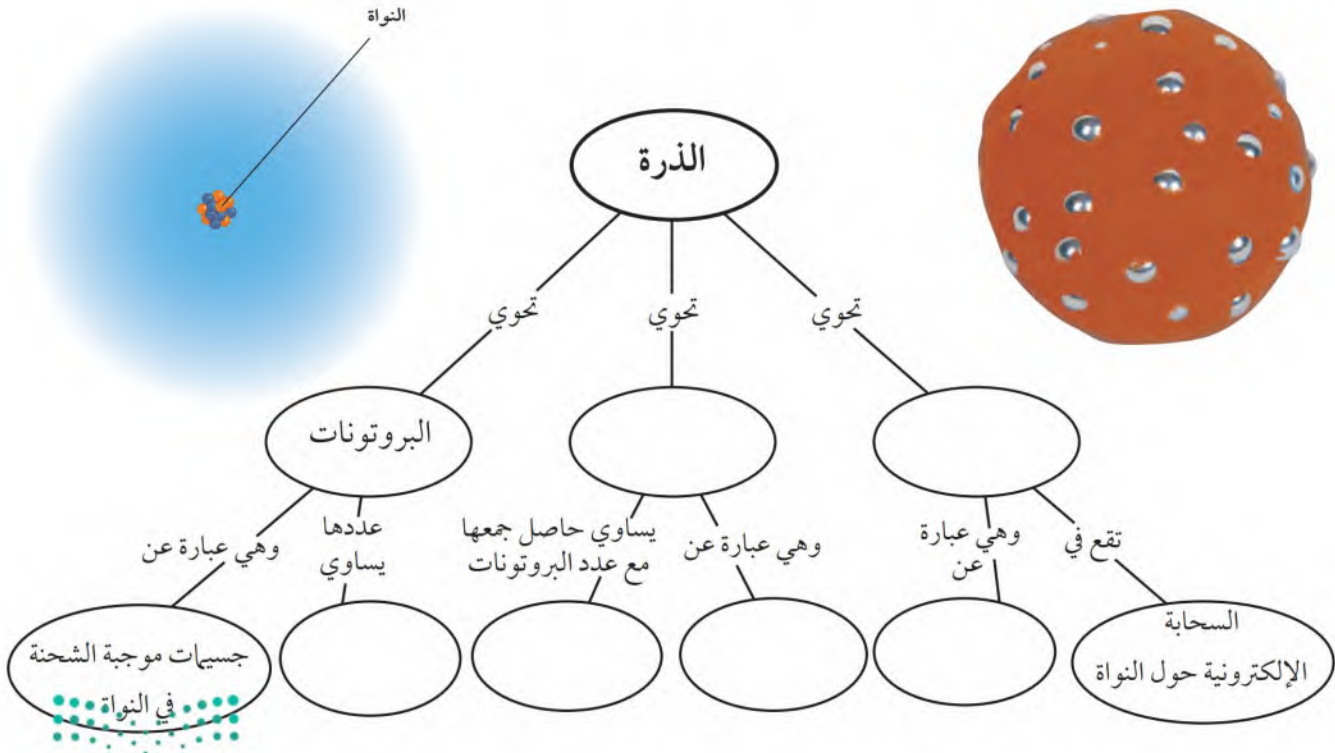 النواة
الذرة
تحوي
تحوي
تحوي
البروتونات
تقع في
وهي عبارة
عن
وهي عبارة عن
يساوي حاصل جمعها
مع عدد البروتونات
عددها
يساوي
وهي عبارة عن
السحابة
الإلكترونية حول النواة
جسيمات موجبة الشحنة
في النواة